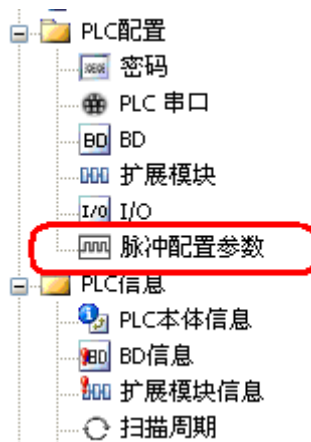 PLC配置
密码
PLC 串口
BD BD
扩展模块
I/O I/O
脉冲配置参数
PLC信息
PLC本体信息
BD BD信息
扩展模块信息
扫描周期